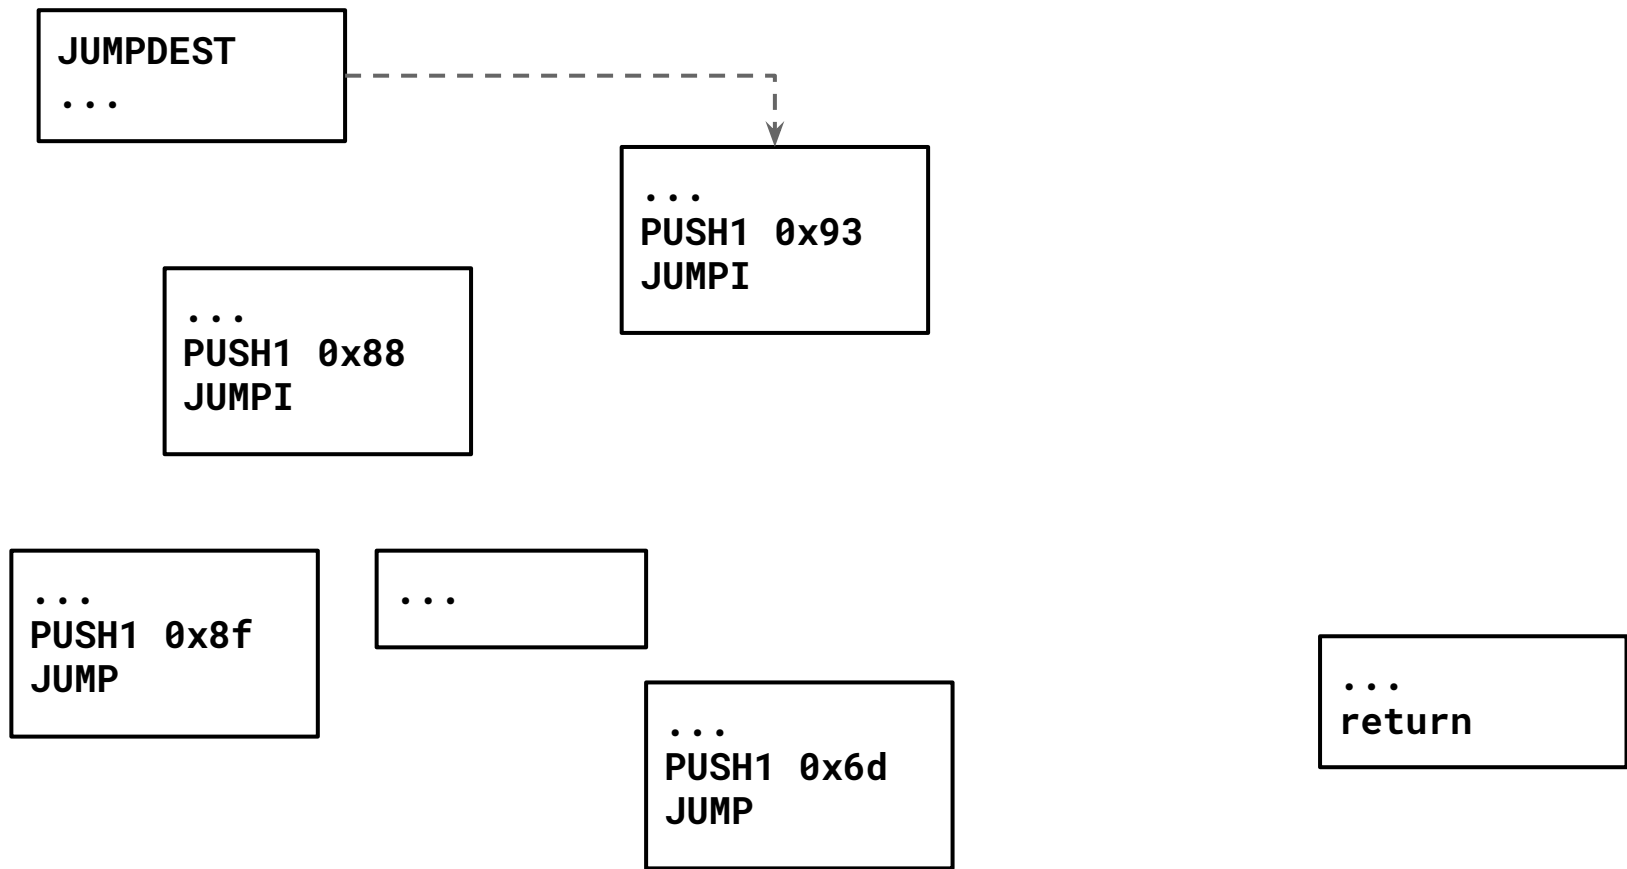 JUMPDEST
...
...
PUSH1 0x93
JUMPI
...
PUSH1 0x88
JUMPI
...
PUSH1 0x8f
JUMP
...
...
PUSH1 0x6d
JUMP
...
return